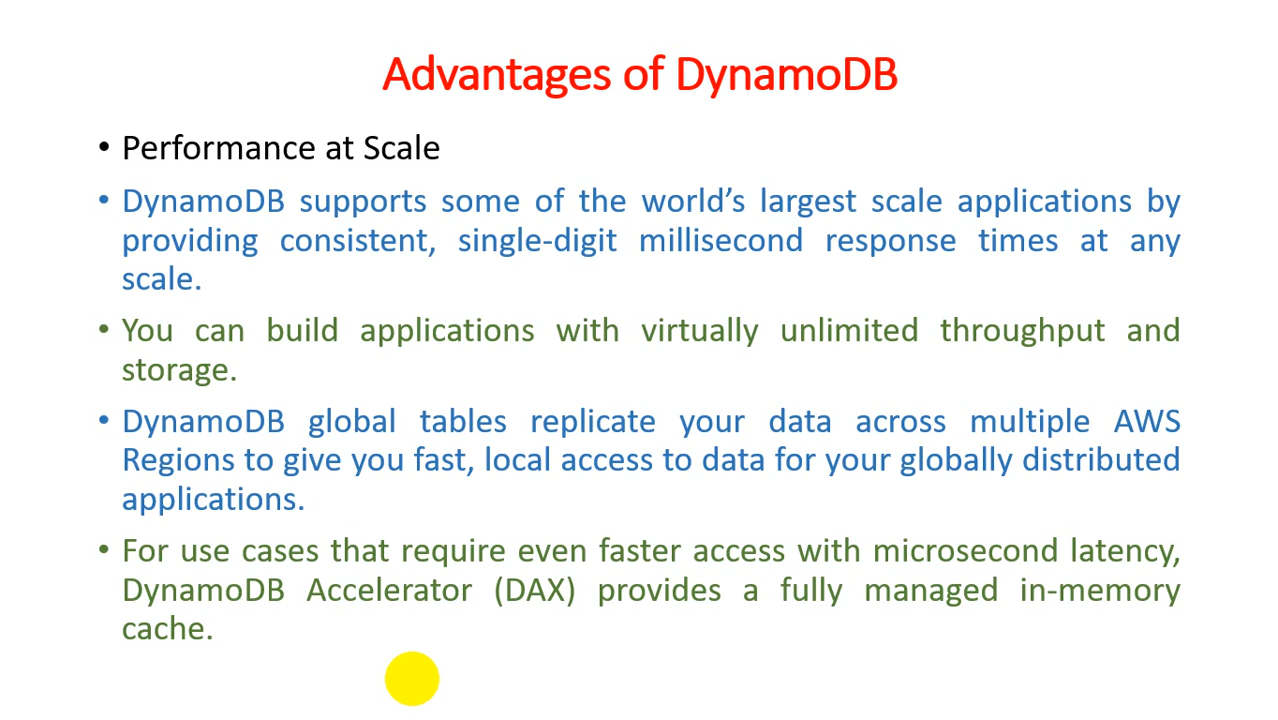 Advantages of DynamoDB
• Performance at Scale
• DynamoDB supports some of the world’s largest scale applications by
providing consistent, single-digit millisecond response times at any
scale.
• You can build applications with virtually unlimited throughput and
storage.
• DynamoDB global tables replicate your data across multiple AWS
Regions to give you fast, local access to data for your globally distributed
applications.
• For use cases that require even faster access with microsecond latency,
DynamoDB Accelerator (DAX) provides a fully managed in-memory
cache.